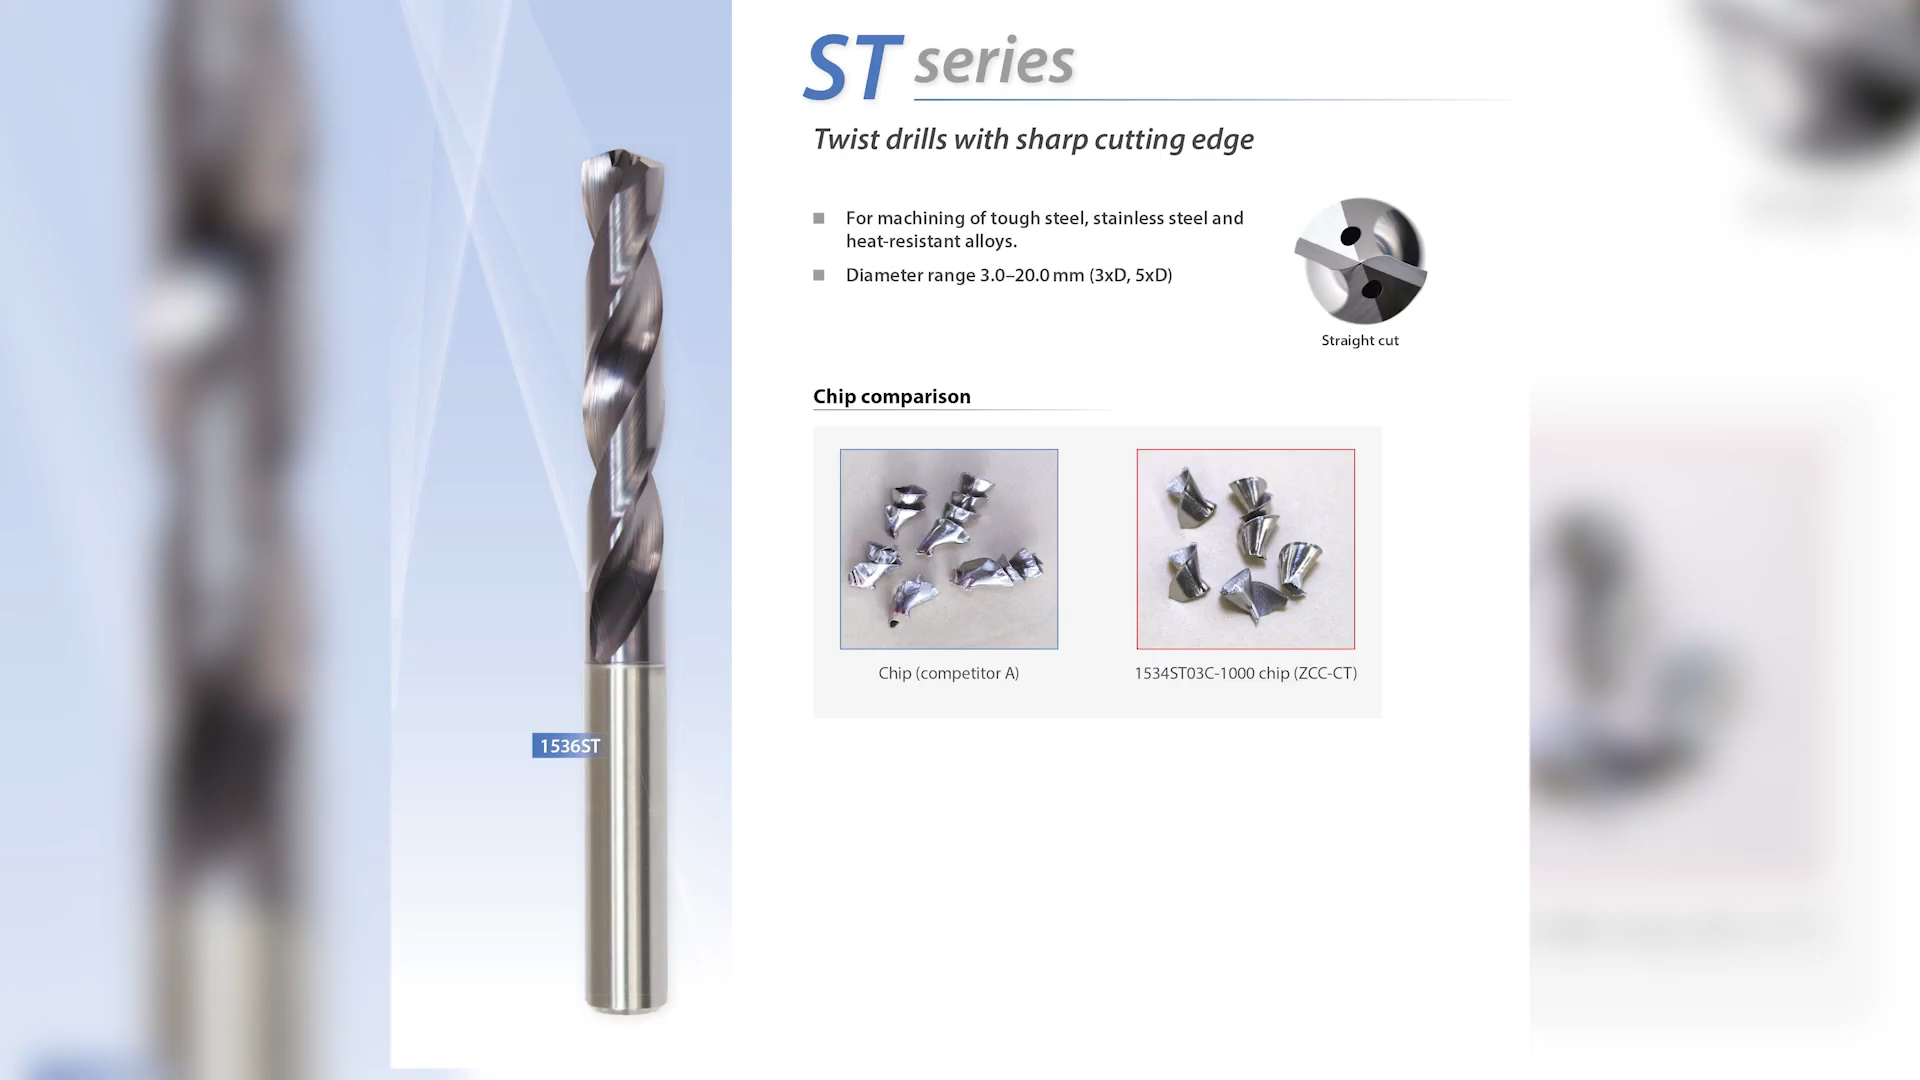 ST series
Twist drills with sharp cutting edge
For machining of tough steel, stainless steel and
heat-resistant alloys.
Diameter range 3.0–20.0 mm (3xD, 5xD)
Straight cut
Chip comparison
Chip (competitor A)
1534ST03C-1000 chip (ZCC-CT)
1536ST